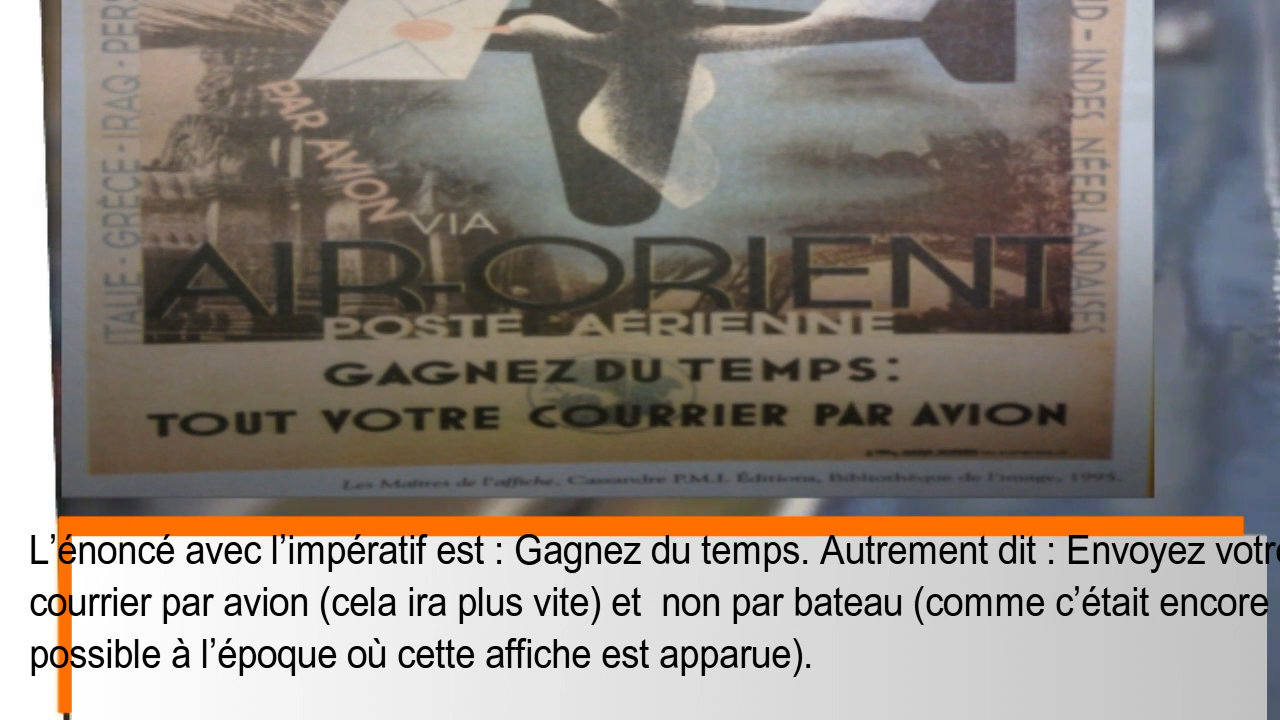 ITALIE - GRÈCE - IRAQ - PERS
UD - INDES NÉERLANDAISES
PAR AVION
VIA
AIR-ORIENT
POSTE AÉRIENNE
GAGNEZ DU TEMPS:
TOUT VOTRE COURRIER PAR AVION
Les Maîtres de l'affiche, Cassandre P.M.I. Éditions, Bibliothèque de l'image, 1995.
L’énoncé avec l’impératif est : Gagnez du temps. Autrement dit : Envoyez votre
courrier par avion (cela ira plus vite) et  non par bateau (comme c’était encore
possible à l’époque où cette affiche est apparue).